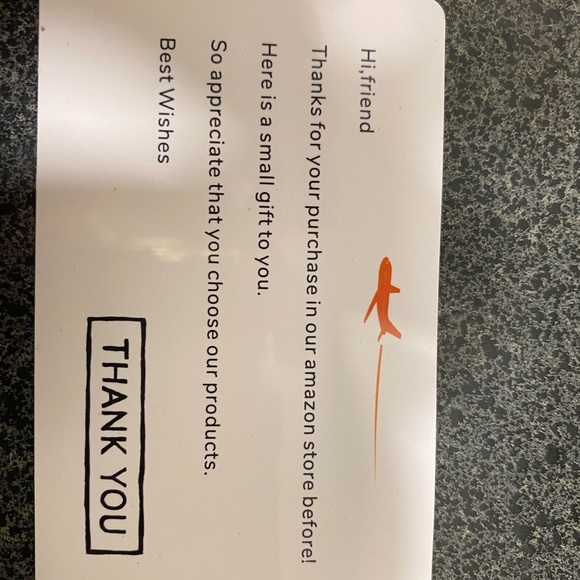 Hi,friend
Thanks for your purchase in our amazon store before!
Here is a small gift to you.
So appreciate that you choose our products.
Best Wishes
THANK YOU